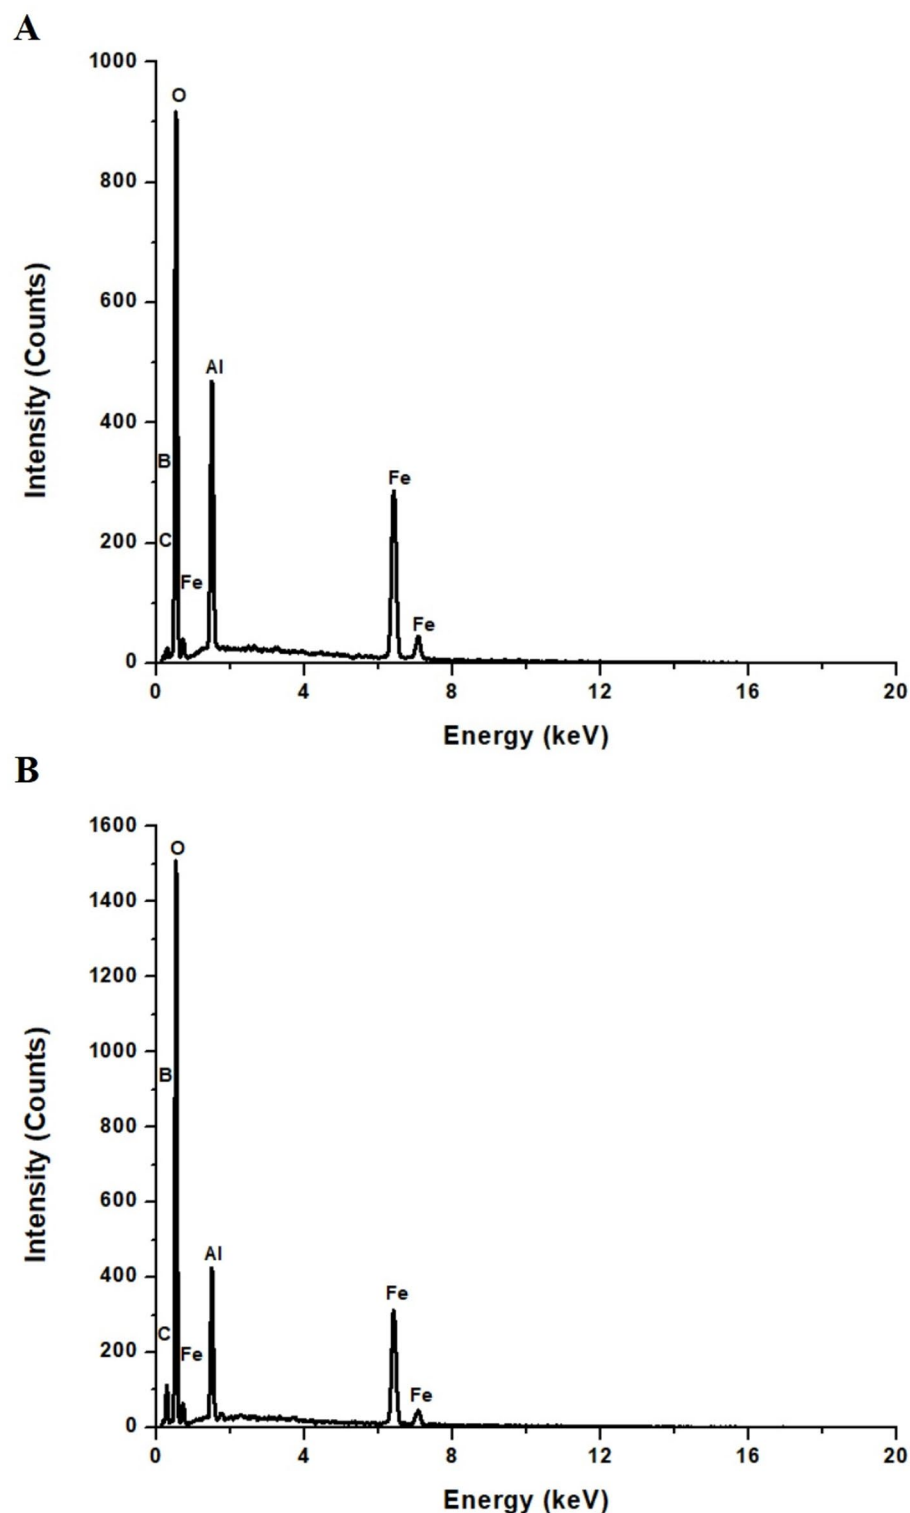 A
1000
O
800
600
Intensity (Counts)
Al
400
B
Fe
200
C
Fe
Fe
0
0 4 8 12 16 20
Energy (keV)
B
1600
O
1400
1200
1000
B
Intensity (Counts)
800
600
Al
400
Fe
C
200
Fe
Fe
0
0 4 8 12 16 20
Energy (keV)